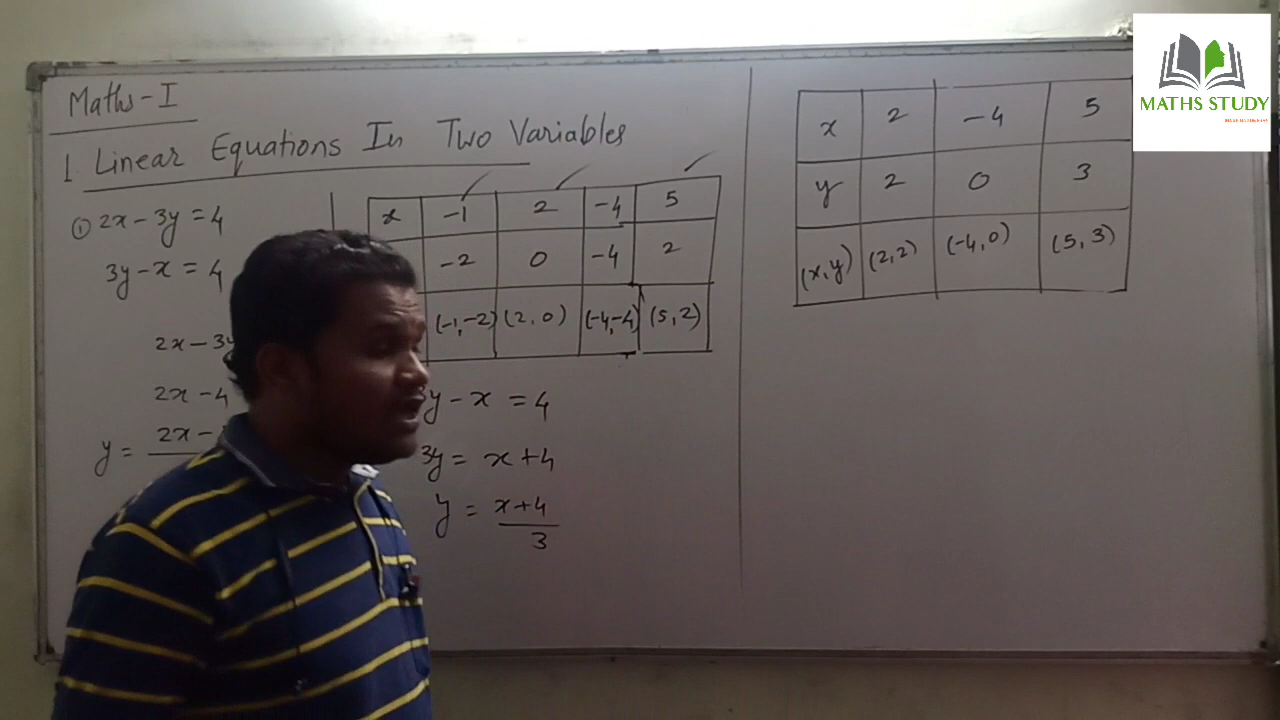 Maths-I
1. Linear Equations In Two Variables
① 2x - 3y = 4
3y - x = 4
2x - 3y
2x - 4
y = 2x -
x -1 2 -4 5
-2 0 -4 2
(-1,-2) (2,0) (-4,-4) (5,2)
3y - x = 4
3y = x + 4
y = x+4
3
x 2 -4 5
y 2 0 3
(x,y) (2,2) (-4,0) (5,3)
MATHS STUDY